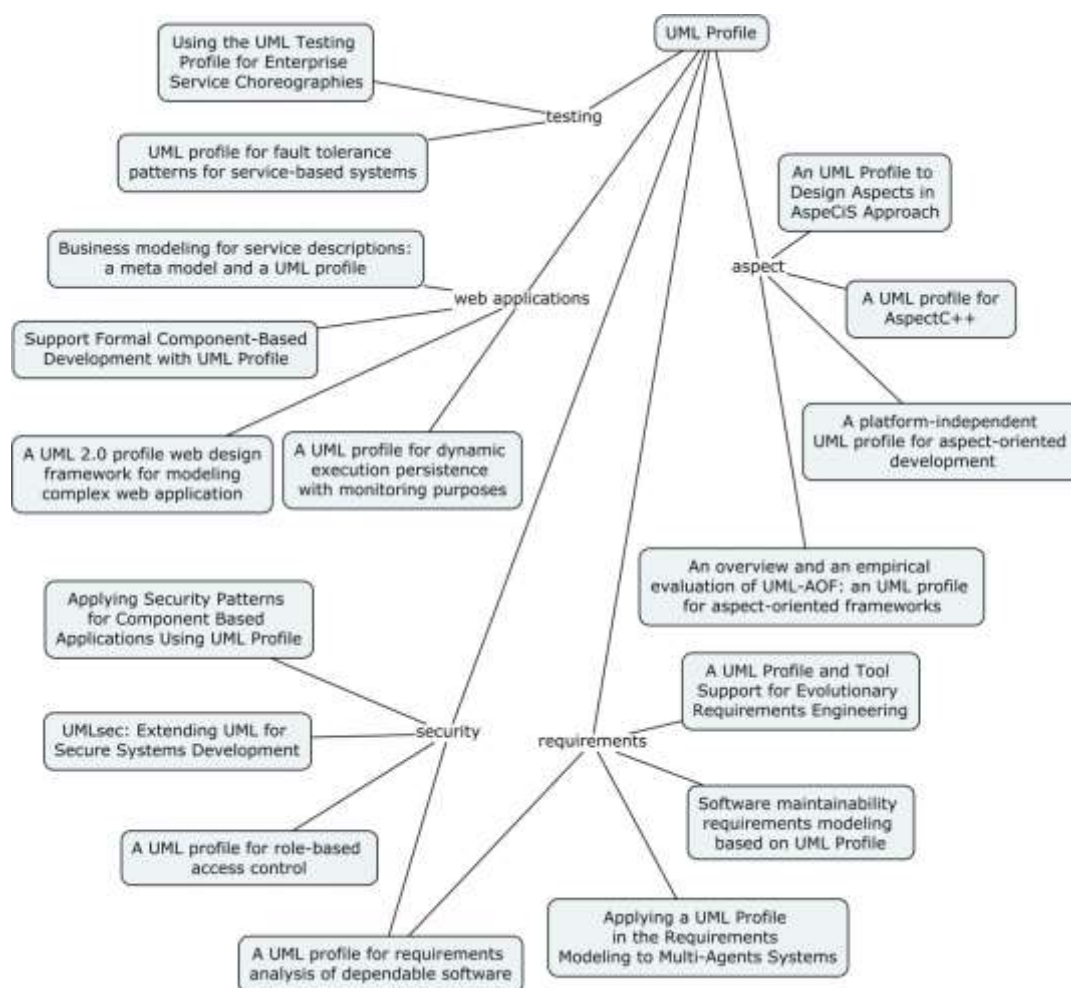 UML Profile
Using the UML Testing
Profile for Enterprise
Service Choreographies
testing
UML profile for fault tolerance
patterns for service-based systems
An UML Profile to
Design Aspects in
AspeCiS Approach
aspect
A UML profile for
AspectC++
Business modeling for service descriptions:
a meta model and a UML profile
web applications
Support Formal Component-Based
Development with UML Profile
A UML 2.0 profile web design
framework for modeling
complex web application
A UML profile for dynamic
execution persistence
with monitoring purposes
A platform-independent
UML profile for aspect-oriented
development
An overview and an empirical
evaluation of UML-AOF: an UML profile
for aspect-oriented frameworks
Applying Security Patterns
for Component Based
Applications Using UML Profile
security
UMLsec: Extending UML for
Secure Systems Development
A UML profile for role-based
access control
requirements
A UML Profile and Tool
Support for Evolutionary
Requirements Engineering
Software maintainability
requirements modeling
based on UML Profile
Applying a UML Profile
in the Requirements
Modeling to Multi-Agents Systems
A UML profile for requirements
analysis of dependable software